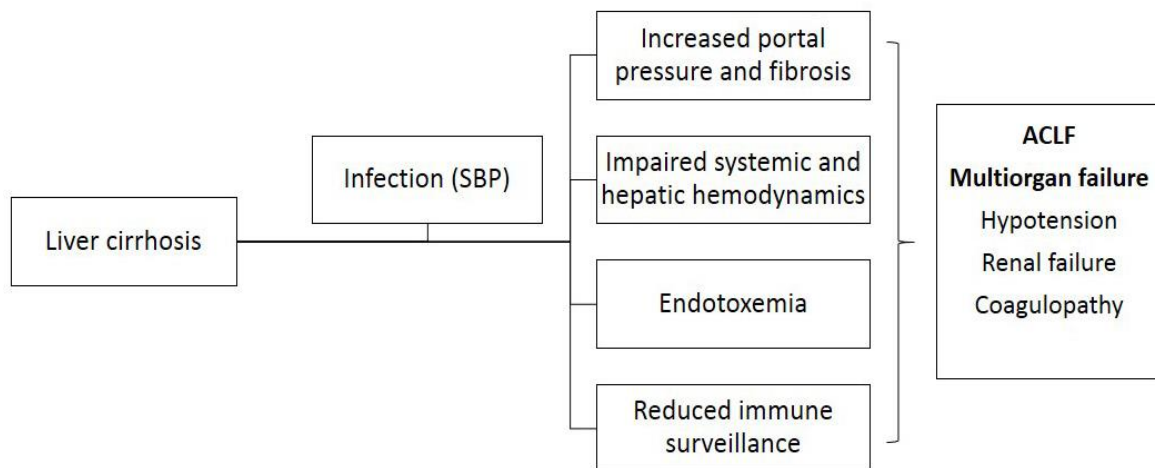 Liver cirrhosis
Infection (SBP)
Increased portal
pressure and fibrosis
Impaired systemic and
hepatic hemodynamics
Endotoxemia
Reduced immune
surveillance
ACLF
Multiorgan failure
Hypotension
Renal failure
Coagulopathy